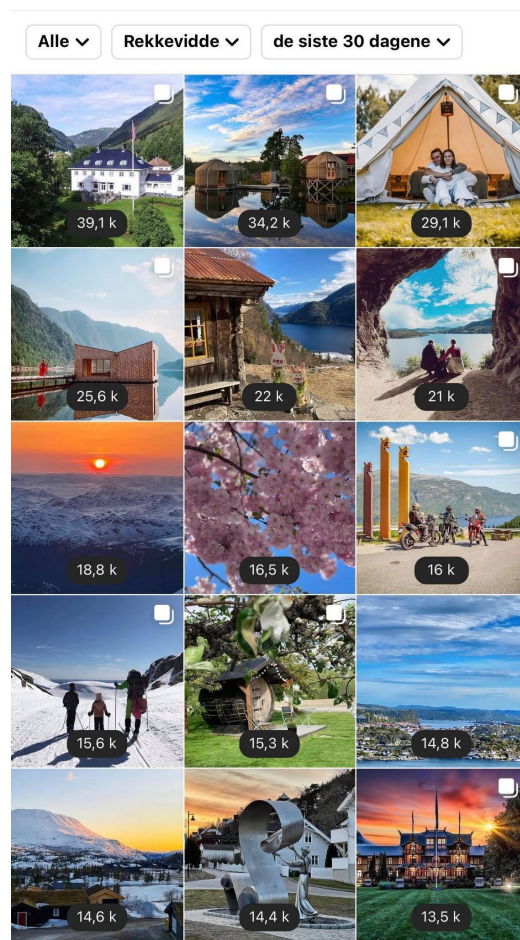 Alle Rekkevidde de siste 30 dagene
39,1 k 34,2 k 29,1 k
25,6 k 22 k 21 k
18,8 k 16,5 k 16 k
15,6 k 15,3 k 14,8 k
14,6 k 14,4 k 13,5 k